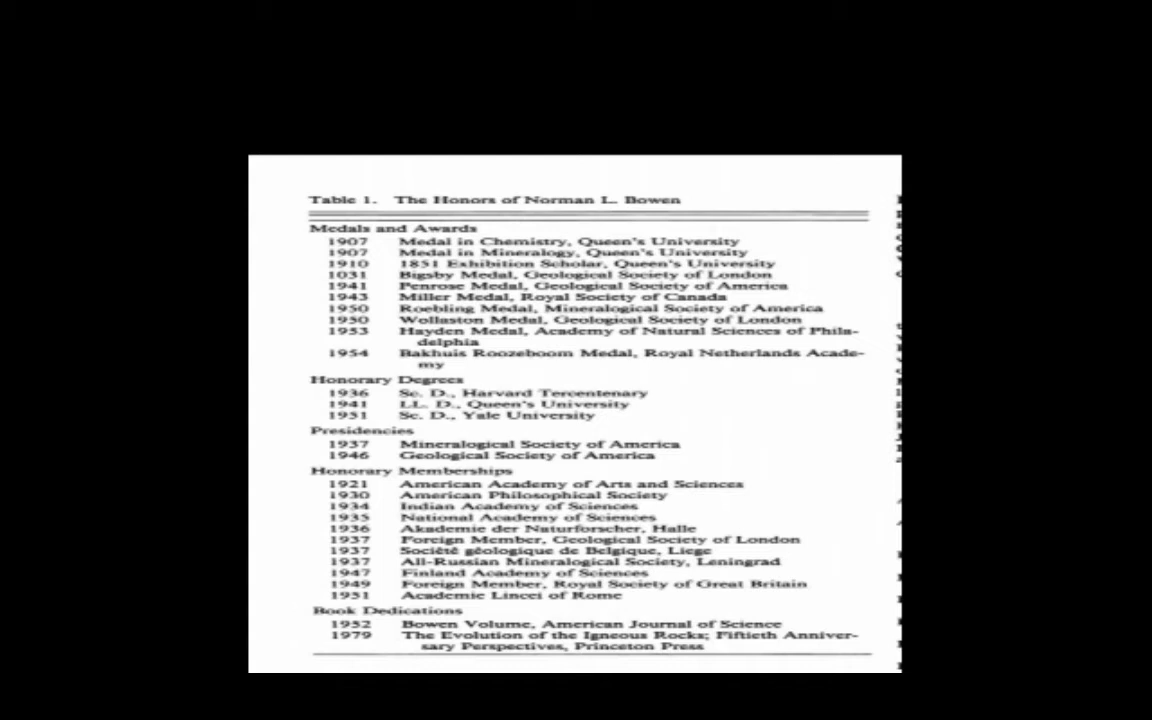 Table 1. The Honors of Norman L. Bowen
Medals and Awards
1907 Medal in Chemistry, Queen's University
1907 Medal in Mineralogy, Queen's University
1910 1851 Exhibition Scholar, Queen's University
1031 Bigsby Medal, Geological Society of London
1941 Penrose Medal, Geological Society of America
1943 Miller Medal, Royal Society of Canada
1950 Roebling Medal, Mineralogical Society of America
1950 Wollaston Medal, Geological Society of London
1953 Hayden Medal, Academy of Natural Sciences of Phila-
delphia
1954 Bakhuis Roozeboom Medal, Royal Netherlands Acade-
my
Honorary Degrees
1936 Sc. D., Harvard Tercentenary
1941 LL. D., Queen's University
1951 Sc. D., Yale University
Presidencies
1937 Mineralogical Society of America
1946 Geological Society of America
Honorary Memberships
1921 American Academy of Arts and Sciences
1930 American Philosophical Society
1934 Indian Academy of Sciences
1935 National Academy of Sciences
1936 Akademie der Naturforscher, Halle
1937 Foreign Member, Geological Society of London
1937 Société géologique de Belgique, Liege
1937 All-Russian Mineralogical Society, Leningrad
1947 Finland Academy of Sciences
1949 Foreign Member, Royal Society of Great Britain
1951 Academic Lincei of Rome
Book Dedications
1952 Bowen Volume, American Journal of Science
1979 The Evolution of the Igneous Rocks; Fiftieth Anniver-
sary Perspectives, Princeton Press